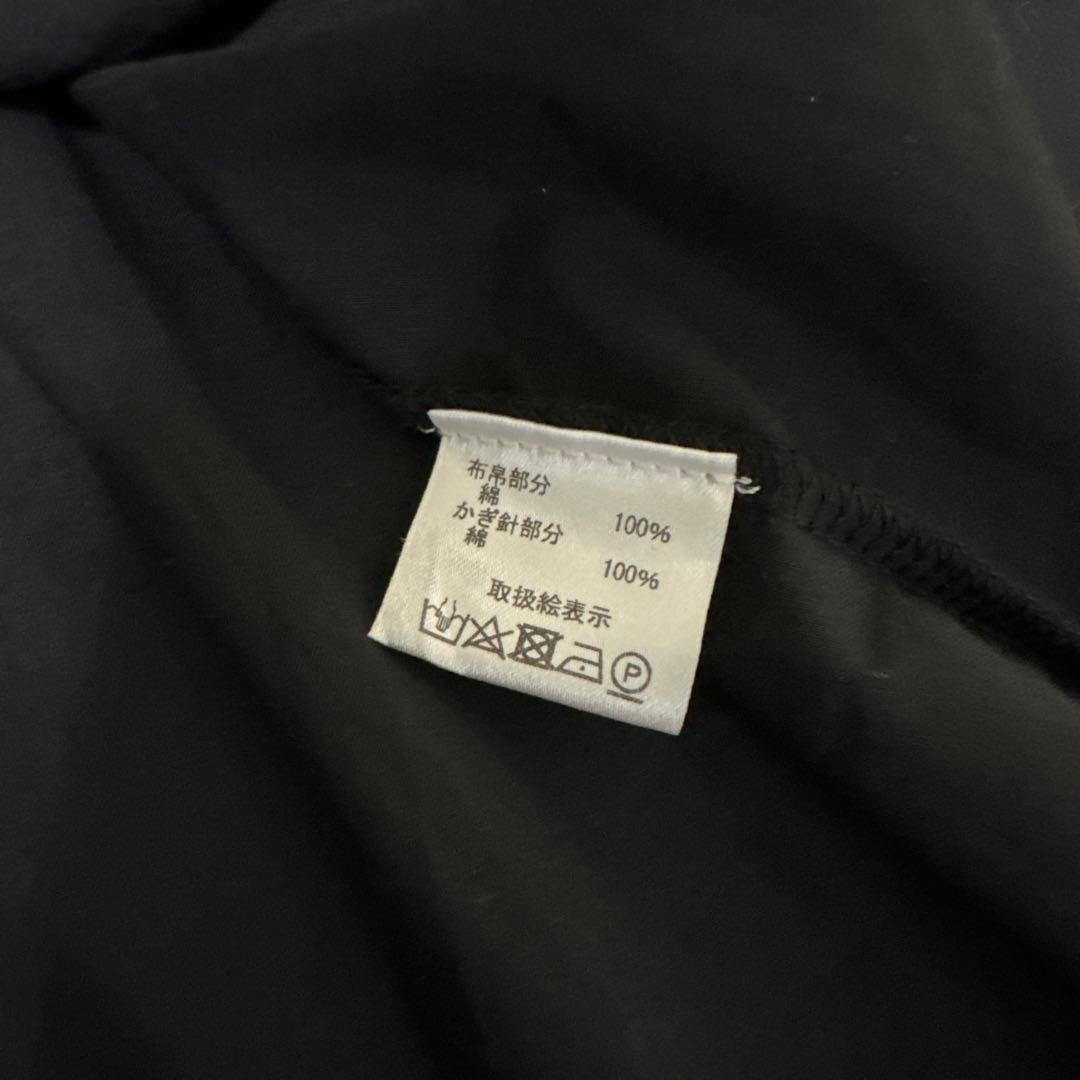 布帛部分
綿 100%
かぎ針部分
綿 100%
取扱絵表示
P